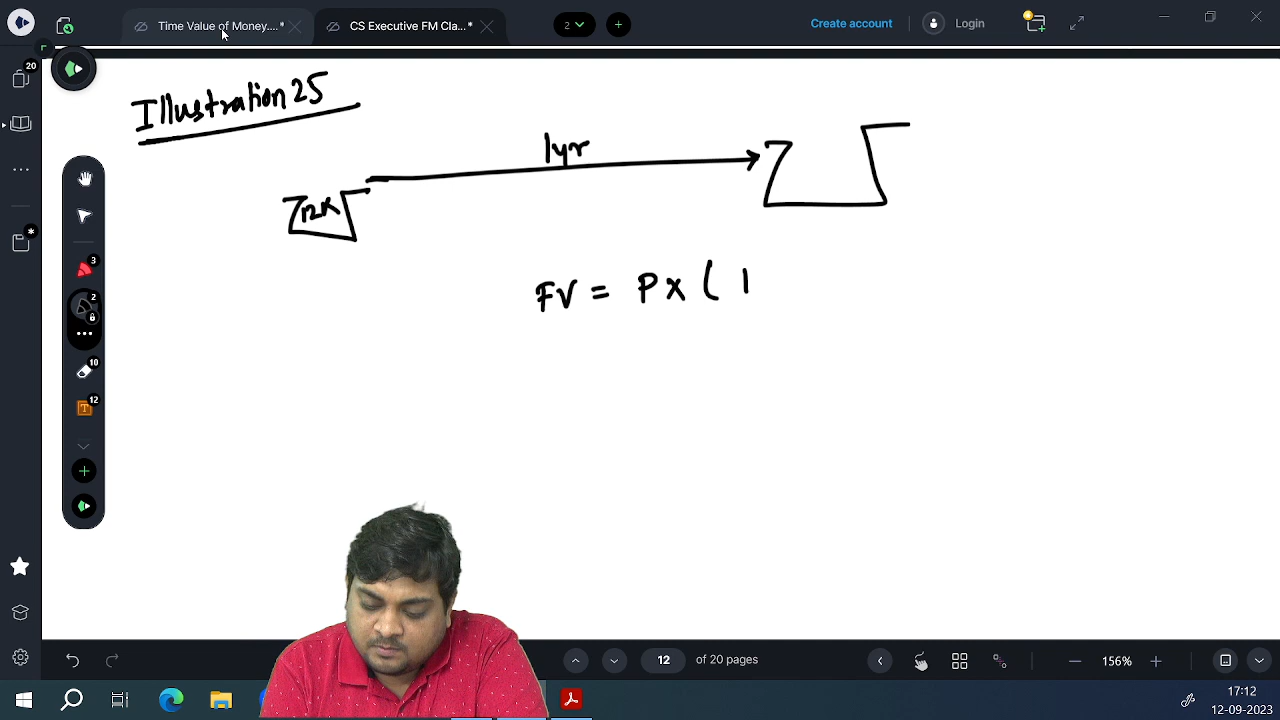 Time Value of Money....*
CS Executive FM Cla... *
2
Create account
Login
20
Illustration 25
1yr
12K
FV = P x ( 1
3
2
10
12
12
of 20 pages
156%
17:12
12-09-2023